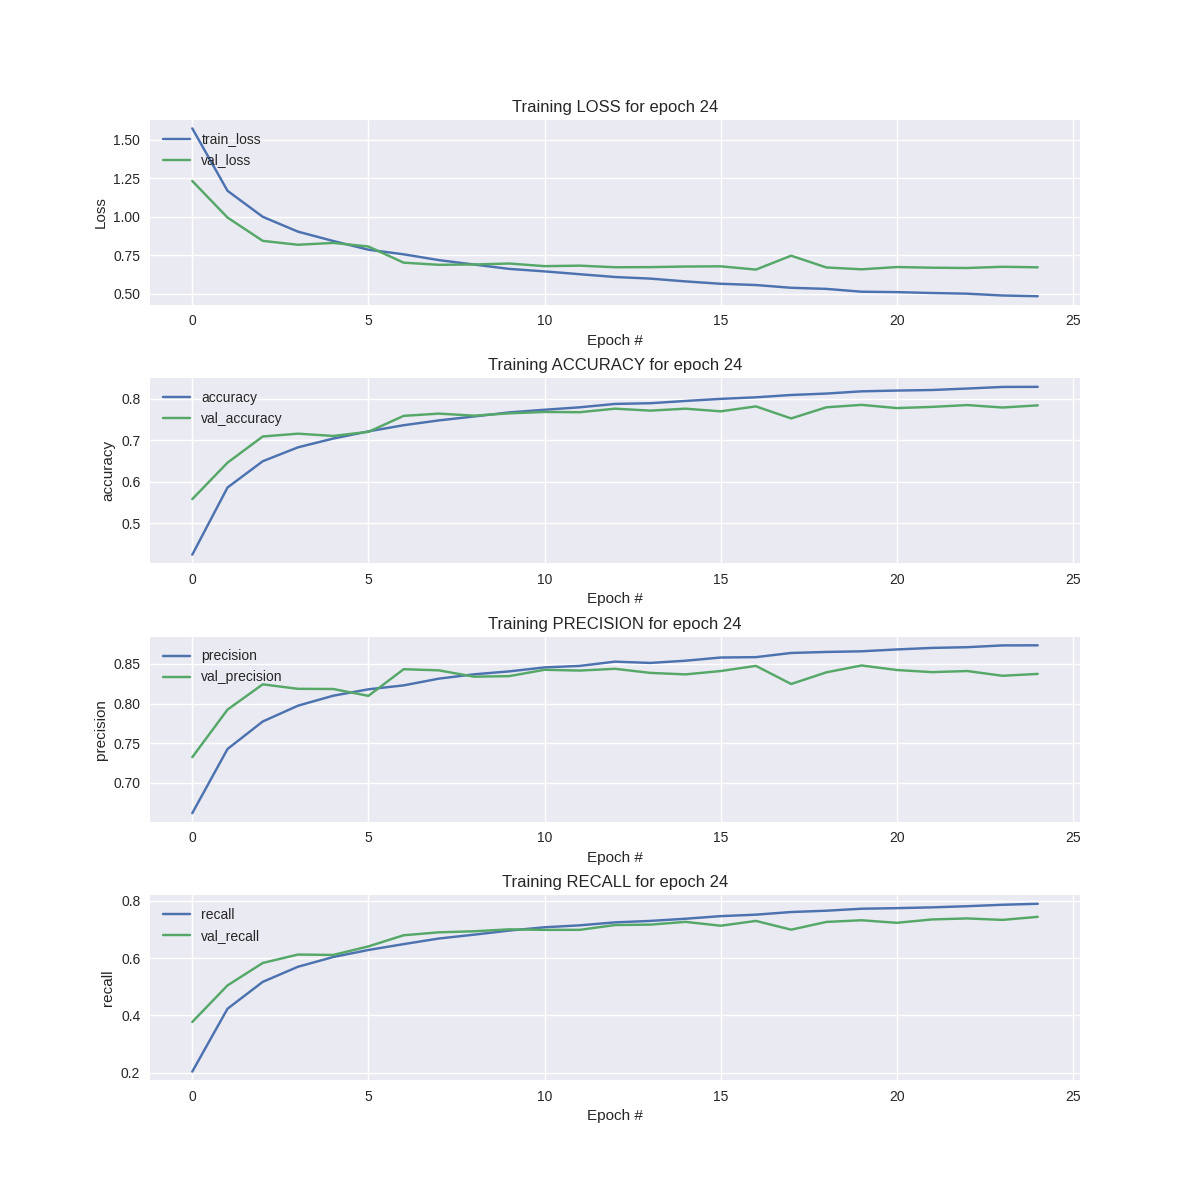 Training LOSS for epoch 24
train_loss
val_loss
1.50
1.25
1.00
0.75
0.50
Loss
0 5 10 15 20 25
Epoch #
Training ACCURACY for epoch 24
accuracy
val_accuracy
0.8
0.7
0.6
0.5
accuracy
0 5 10 15 20 25
Epoch #
Training PRECISION for epoch 24
precision
val_precision
0.85
0.80
0.75
0.70
precision
0 5 10 15 20 25
Epoch #
Training RECALL for epoch 24
recall
val_recall
0.8
0.6
0.4
0.2
recall
0 5 10 15 20 25
Epoch #